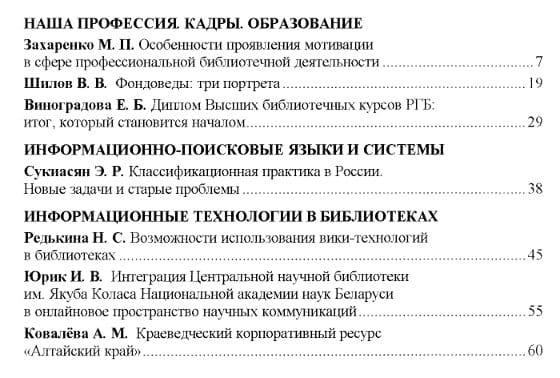 НАША ПРОФЕССИЯ. КАДРЫ. ОБРАЗОВАНИЕ
Захаренко М. П. Особенности проявления мотивации
в сфере профессиональной библиотечной деятельности ..... 7
Шилов В. В. Фондоведы: три портрета ..... 19
Виноградова Е. Б. Диплом Высших библиотечных курсов РГБ:
итог, который становится началом ..... 29
ИНФОРМАЦИОННО-ПОИСКОВЫЕ ЯЗЫКИ И СИСТЕМЫ
Сукиасян Э. Р. Классификационная практика в России.
Новые задачи и старые проблемы ..... 38
ИНФОРМАЦИОННЫЕ ТЕХНОЛОГИИ В БИБЛИОТЕКАХ
Редькина Н. С. Возможности использования вики-технологий
в библиотеках ..... 45
Юрик И. В. Интеграция Центральной научной библиотеки
им. Якуба Коласа Национальной академии наук Беларуси
в онлайновое пространство научных коммуникаций ..... 55
Ковалёва А. М. Краеведческий корпоративный ресурс
«Алтайский край» ..... 60